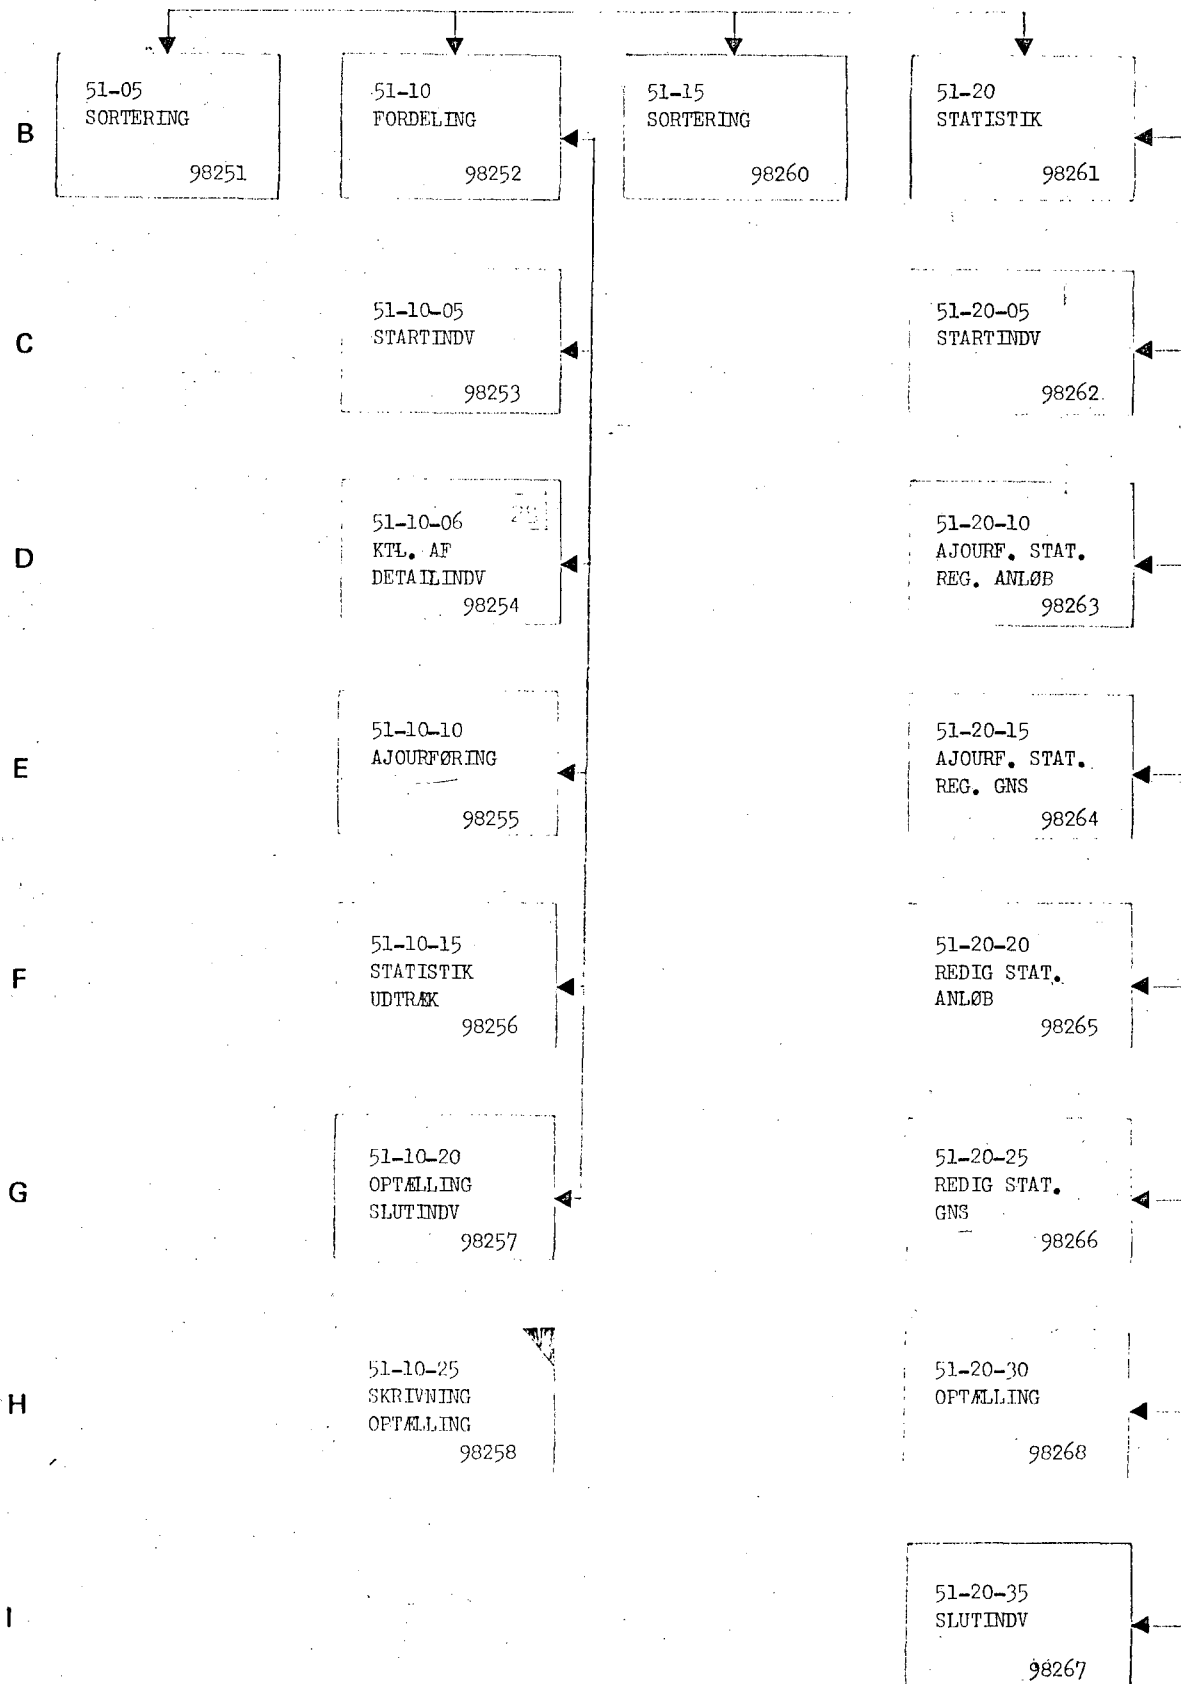 B
51-05
SORTERING
98251
51-10
FORDELING
98252
51-15
SORTERING
98260
51-20
STATISTIK
98261
C
51-10-05
STARTINDV
98253
51-20-05
STARTINDV
98262
D
51-10-06
KTL. AF
DETAILINDV
98254
51-20-10
AJOURF. STAT.
REG. ANLØB
98263
E
51-10-10
AJOURFØRING
98255
51-20-15
AJOURF. STAT.
REG. GNS
98264
F
51-10-15
STATISTIK
UDTRÆK
98256
51-20-20
REDIG STAT.
ANLØB
98265
G
51-10-20
OPTÆLLING
SLUTINDV
98257
51-20-25
REDIG STAT.
GNS
98266
H
51-10-25
SKRIVNING
OPTÆLLING
98258
51-20-30
OPTÆLLING
98268
I
51-20-35
SLUTINDV
98267